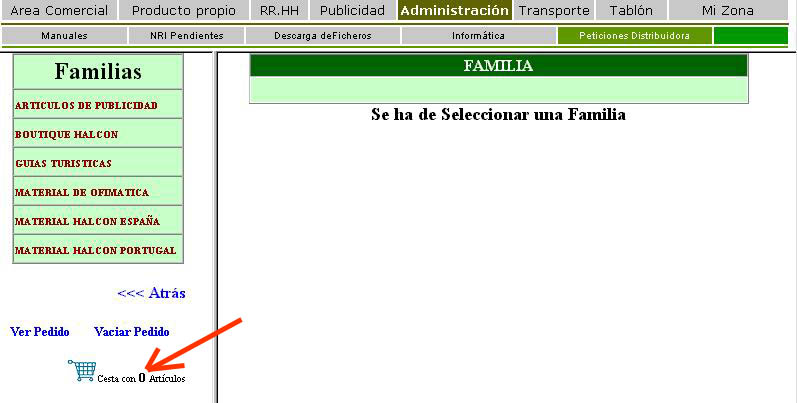 Area Comercial Producto propio RR.HH Publicidad Administración Transporte Tablón Mi Zona
Manuales NRI Pendientes Descarga deFicheros Informática Peticiones Distribuidora
Familias
ARTICULOS DE PUBLICIDAD
BOUTIQUE HALCON
GUIAS TURISTICAS
MATERIAL DE OFIMATICA
MATERIAL HALCON ESPAÑA
MATERIAL HALCON PORTUGAL
<<< Atrás
Ver Pedido Vaciar Pedido
Cesta con 0 Artículos
FAMILIA
Se ha de Seleccionar una Familia